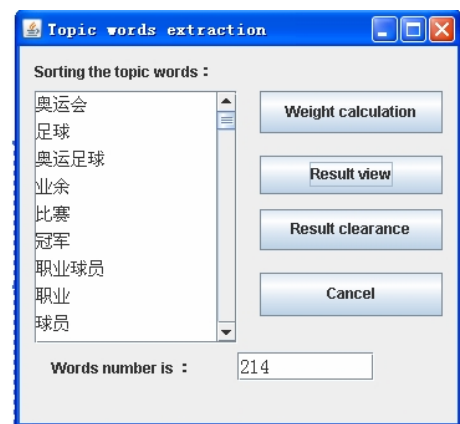 Topic words extraction
Sorting the topic words：
奥运会
足球
奥运足球
业余
比赛
冠军
职业球员
职业
球员
Weight calculation
Result view
Result clearance
Cancel
Words number is ：
214